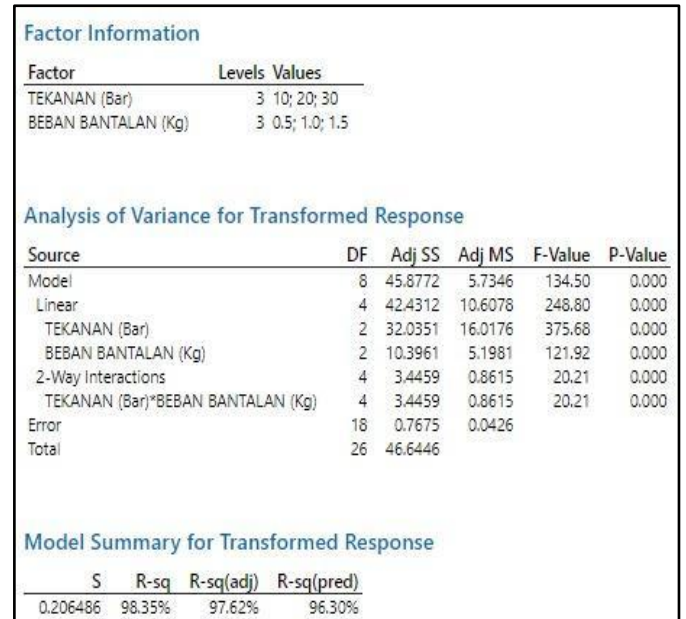 Factor Information
Factor Levels Values
TEKANAN (Bar) 3 10; 20; 30
BEBAN BANTALAN (Kg) 3 0.5; 1.0; 1.5
Analysis of Variance for Transformed Response
Source DF Adj SS Adj MS F-Value P-Value
Model 8 45.8772 5.7346 134.50 0.000
Linear 4 42.4312 10.6078 248.80 0.000
TEKANAN (Bar) 2 32.0351 16.0176 375.68 0.000
BEBAN BANTALAN (Kg) 2 10.3961 5.1981 121.92 0.000
2-Way Interactions 4 3.4459 0.8615 20.21 0.000
TEKANAN (Bar)*BEBAN BANTALAN (Kg) 4 3.4459 0.8615 20.21 0.000
Error 18 0.7675 0.0426
Total 26 46.6446
Model Summary for Transformed Response
S R-sq R-sq(adj) R-sq(pred)
0.206486 98.35% 97.62% 96.30%